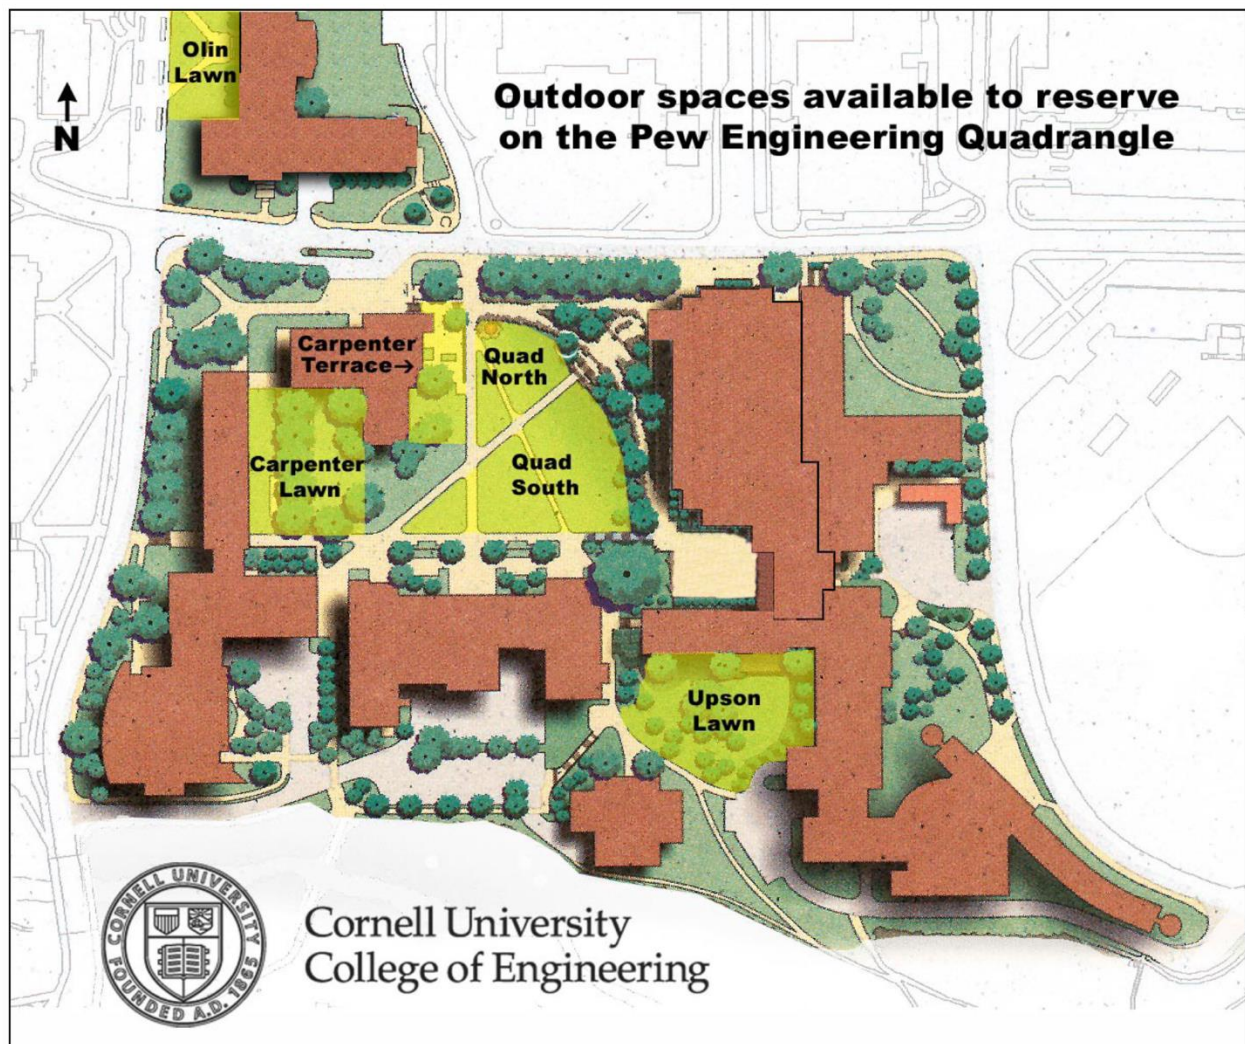 Olin
Lawn
N
Outdoor spaces available to reserve
on the Pew Engineering Quadrangle
Carpenter
Terrace→
Quad
North
Carpenter
Lawn
Quad
South
Upson
Lawn
CORNELL UNIVERSITY
FOUNDED A.D. 1865
Cornell University
College of Engineering